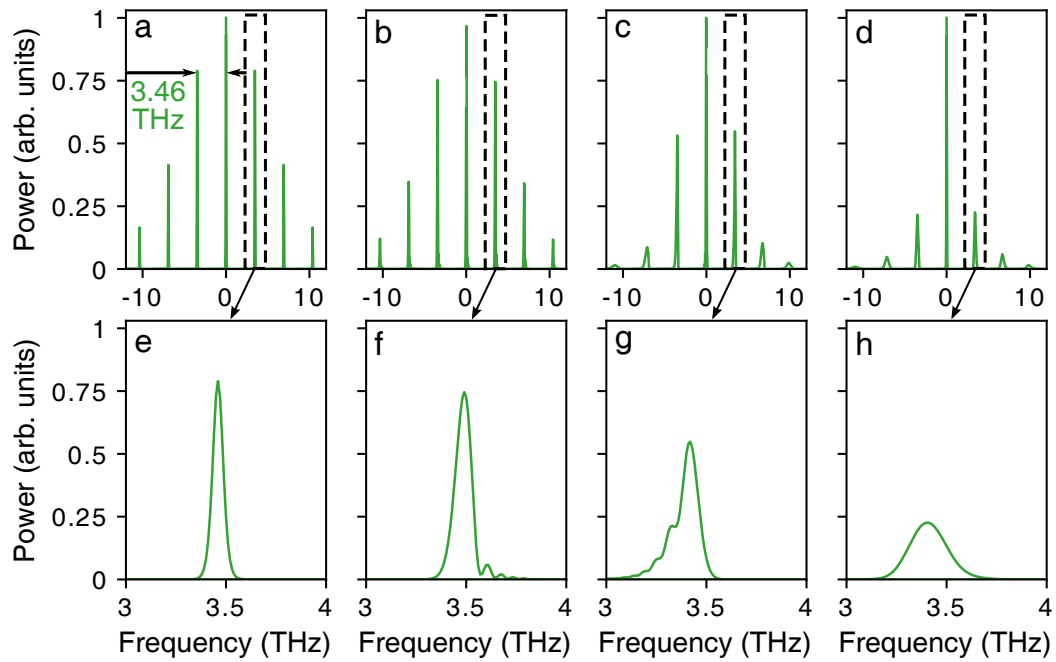 a b c d
Power (arb. units)
1
0.75
0.5
0.25
0
3.46
THz
-10 0 10 -10 0 10 -10 0 10 -10 0 10
e f g h
Power (arb. units)
1
0.75
0.5
0.25
0
3 3.5 4 3 3.5 4 3 3.5 4 3 3.5 4
Frequency (THz) Frequency (THz) Frequency (THz) Frequency (THz)